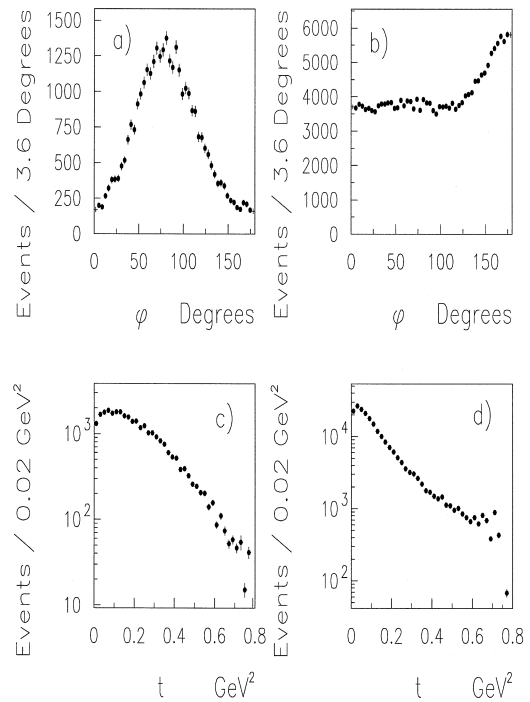 Events / 3.6 Degrees
1500
1250
1000
750
500
250
0
a)
0 50 100 150
φ Degrees
Events / 3.6 Degrees
6000
5000
4000
3000
2000
1000
0
b)
0 50 100 150
φ Degrees
Events / 0.02 GeV²
10³
10²
10
c)
0 0.2 0.4 0.6 0.8
t GeV²
Events / 0.02 GeV²
10⁴
10³
10²
d)
0 0.2 0.4 0.6 0.8
t GeV²